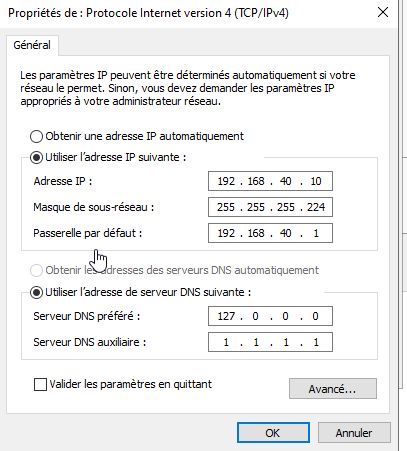 Propriétés de : Protocole Internet version 4 (TCP/IPv4)
Général
Les paramètres IP peuvent être déterminés automatiquement si votre
réseau le permet. Sinon, vous devez demander les paramètres IP
appropriés à votre administrateur réseau.
Obtenir une adresse IP automatiquement
Utiliser l'adresse IP suivante :
Adresse IP : 192 . 168 . 40 . 10
Masque de sous-réseau : 255 . 255 . 255 . 224
Passerelle par défaut : 192 . 168 . 40 . 1
Obtenir les adresses des serveurs DNS automatiquement
Utiliser l'adresse de serveur DNS suivante :
Serveur DNS préféré : 127 . 0 . 0 . 0
Serveur DNS auxiliaire : 1 . 1 . 1 . 1
Valider les paramètres en quittant
Avancé...
OK Annuler